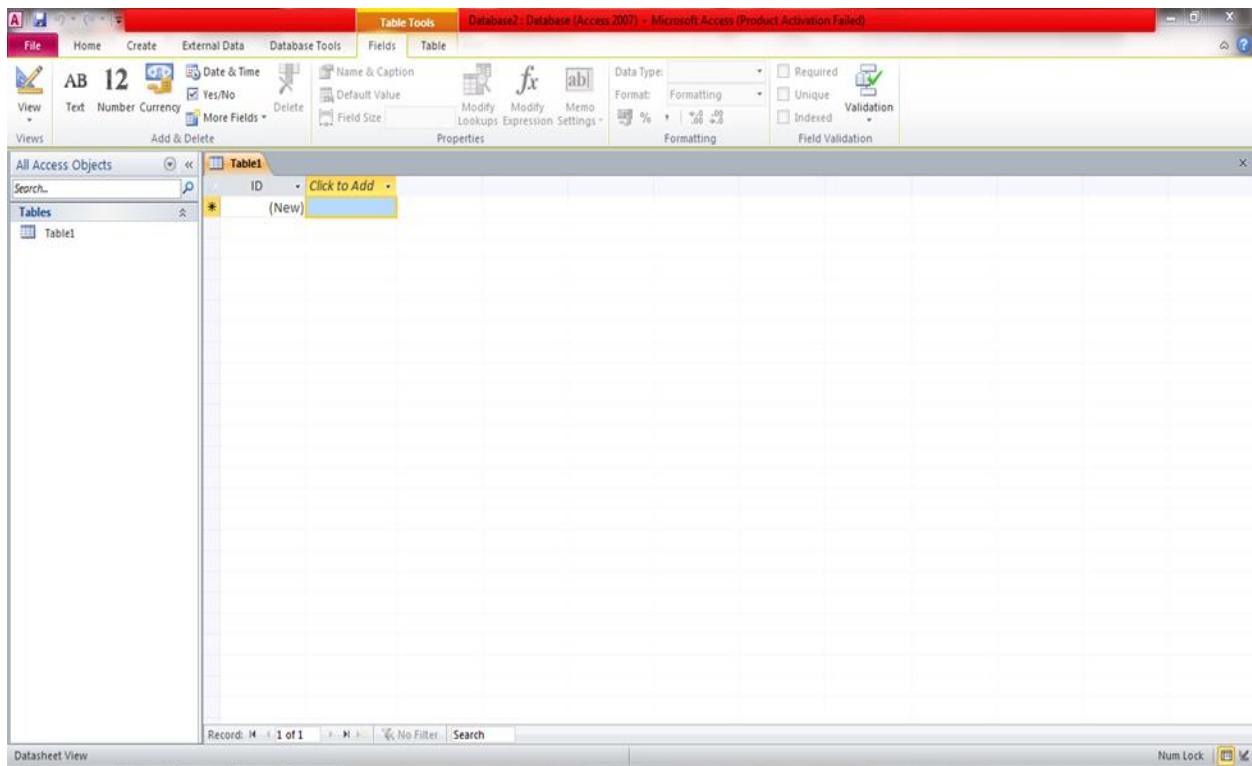 Table Tools
Database2 : Database (Access 2007) - Microsoft Access (Product Activation Failed)
File Home Create External Data Database Tools Fields Table
View
Views
AB Text
12 Number
Currency
Date & Time
Yes/No
More Fields
Delete
Add & Delete
Name & Caption
Default Value
Field Size
Modify Lookups
fx Modify Expression
ab Memo Settings
Properties
Data Type:
Format: Formatting
%
Formatting
Required
Unique
Indexed
Validation
Field Validation
All Access Objects
Search...
Tables
Table1
Table1
ID Click to Add
(New)
Record: 1 of 1 No Filter Search
Datasheet View Num Lock